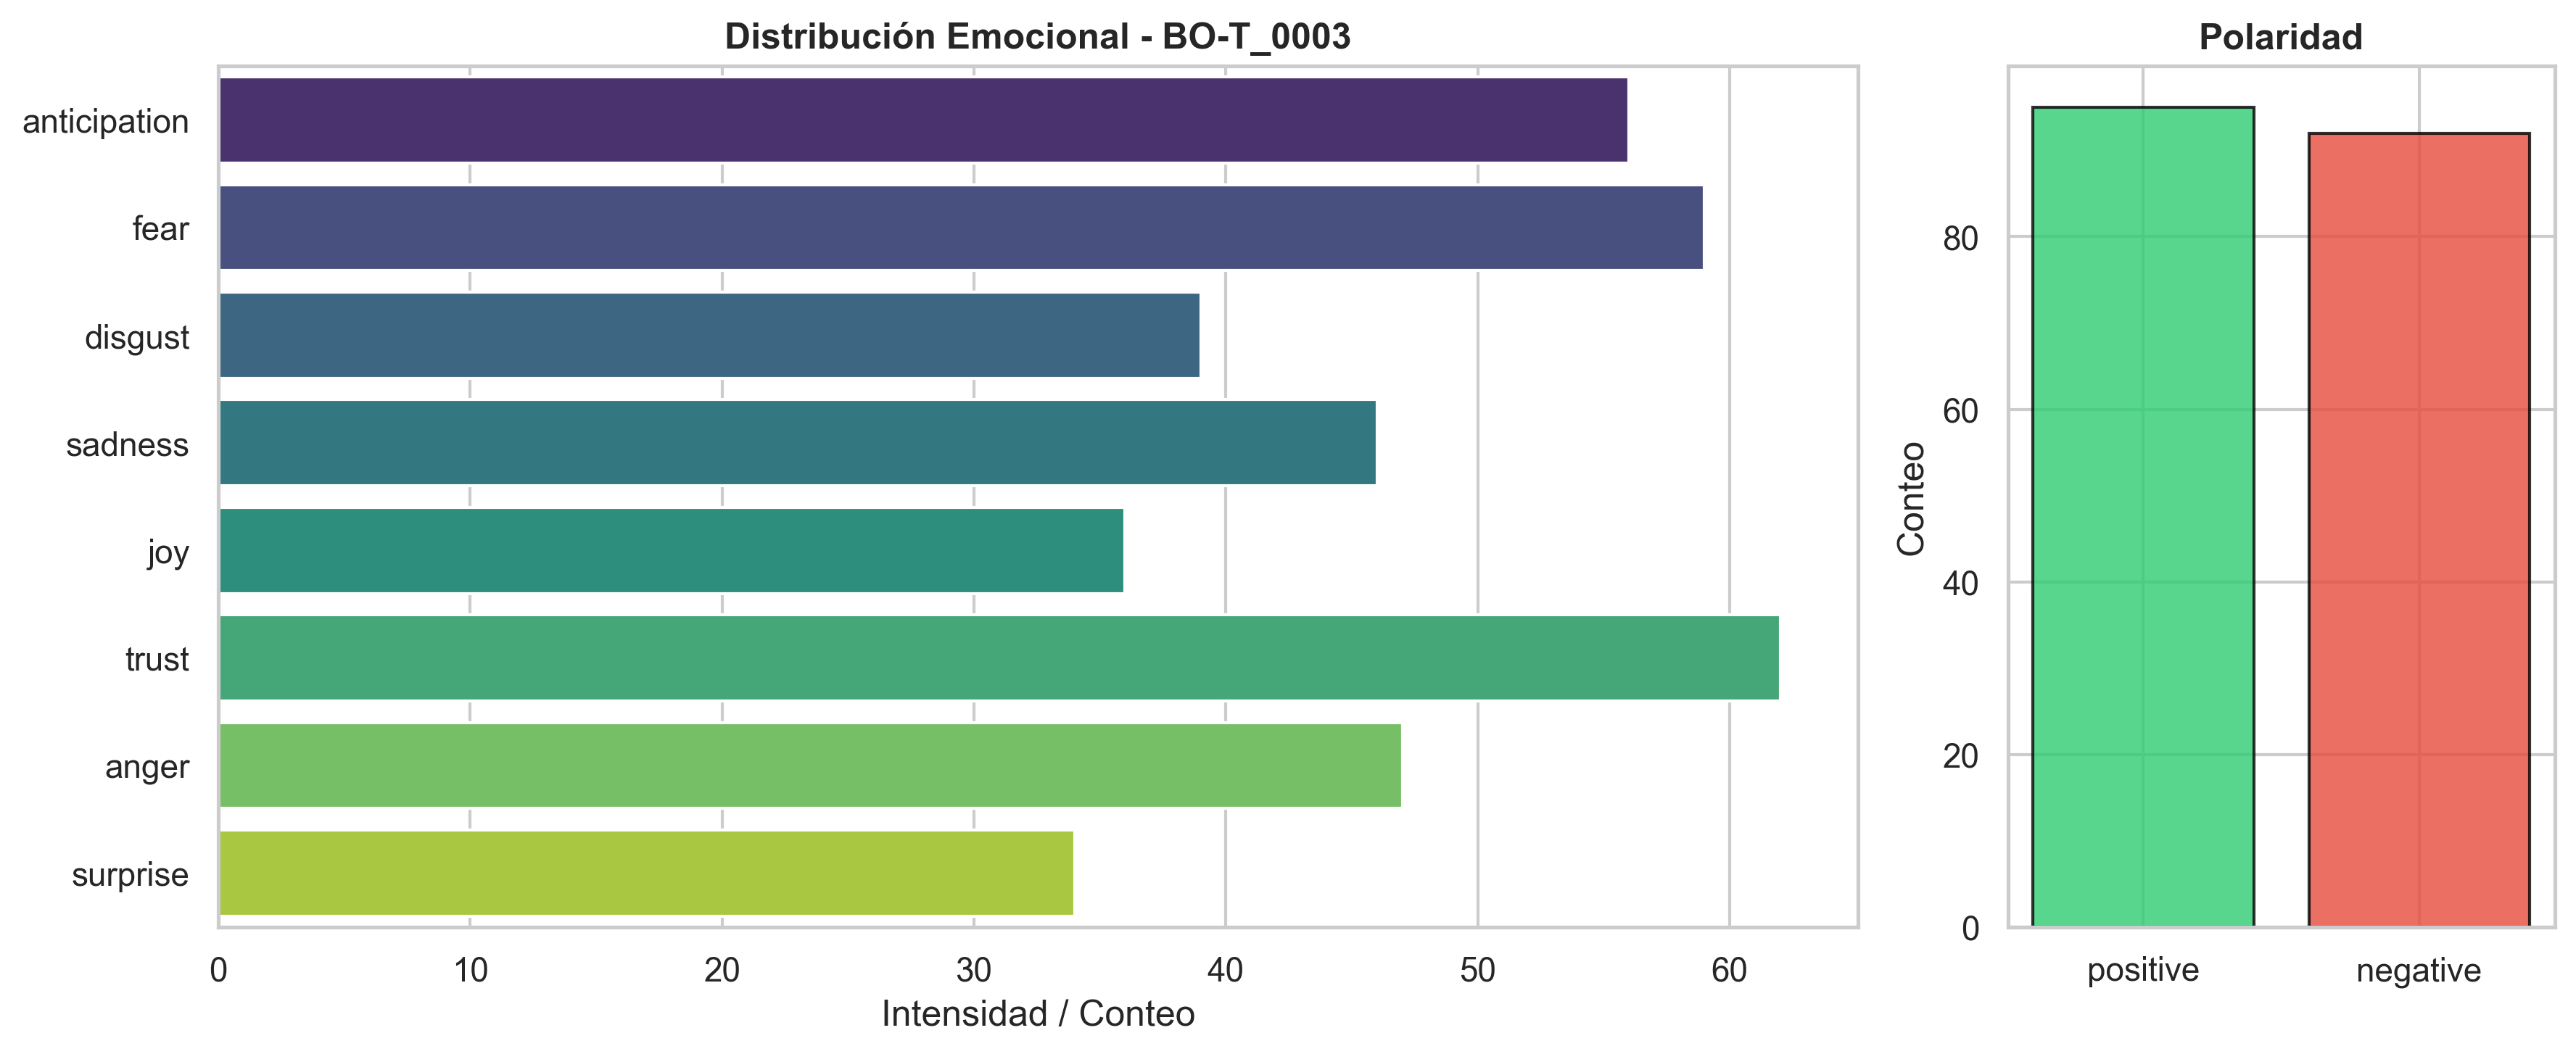 Distribución Emocional - BO-T_0003
anticipation
fear
disgust
sadness
joy
trust
anger
surprise
0 10 20 30 40 50 60
Intensidad / Conteo
Polaridad
Conteo
80
60
40
20
0
positive negative